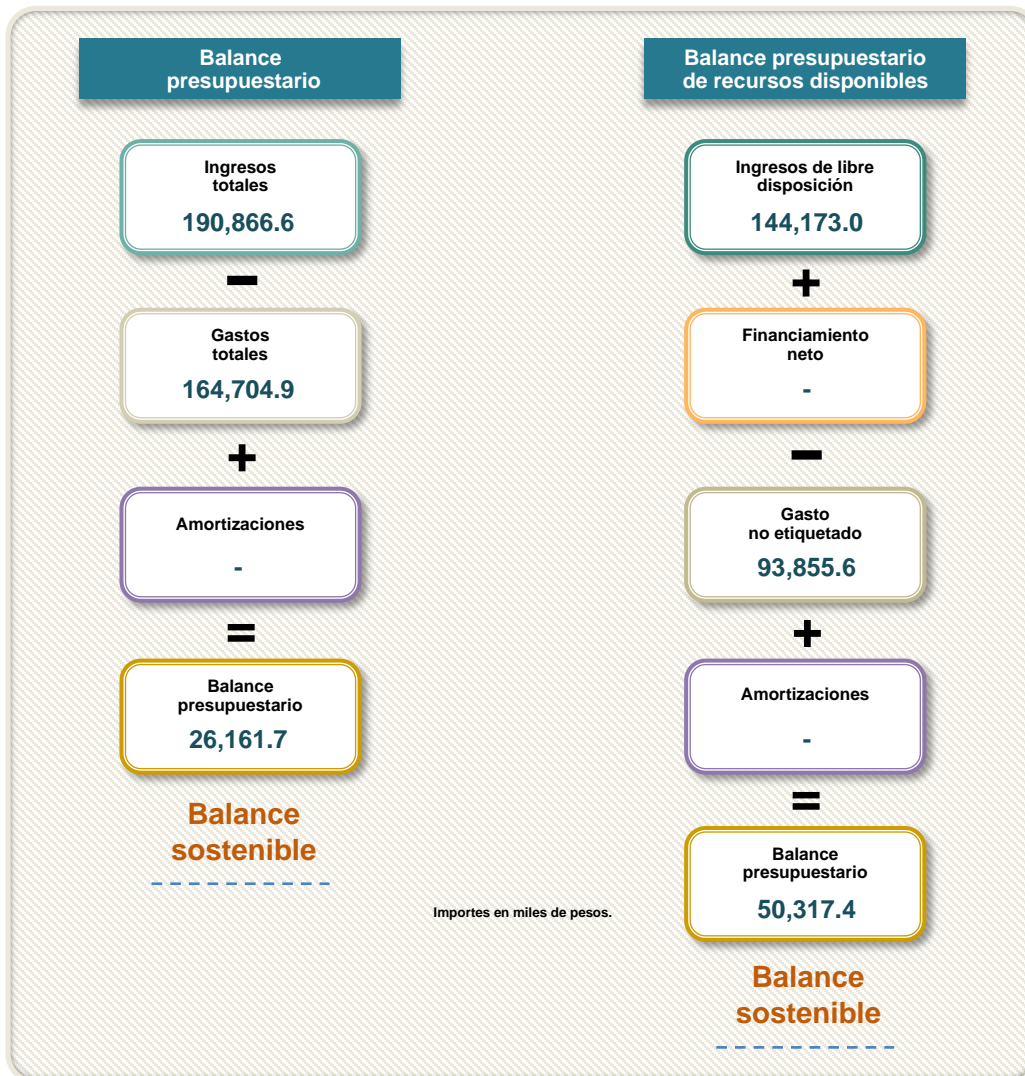 Balance
presupuestario
Ingresos
totales
190,866.6
−
Gastos
totales
164,704.9
+
Amortizaciones
-
=
Balance
presupuestario
26,161.7
Balance
sostenible
Balance presupuestario
de recursos disponibles
Ingresos de libre
disposición
144,173.0
+
Financiamiento
neto
-
−
Gasto
no etiquetado
93,855.6
+
Amortizaciones
-
=
Balance
presupuestario
50,317.4
Balance
sostenible
Importes en miles de pesos.